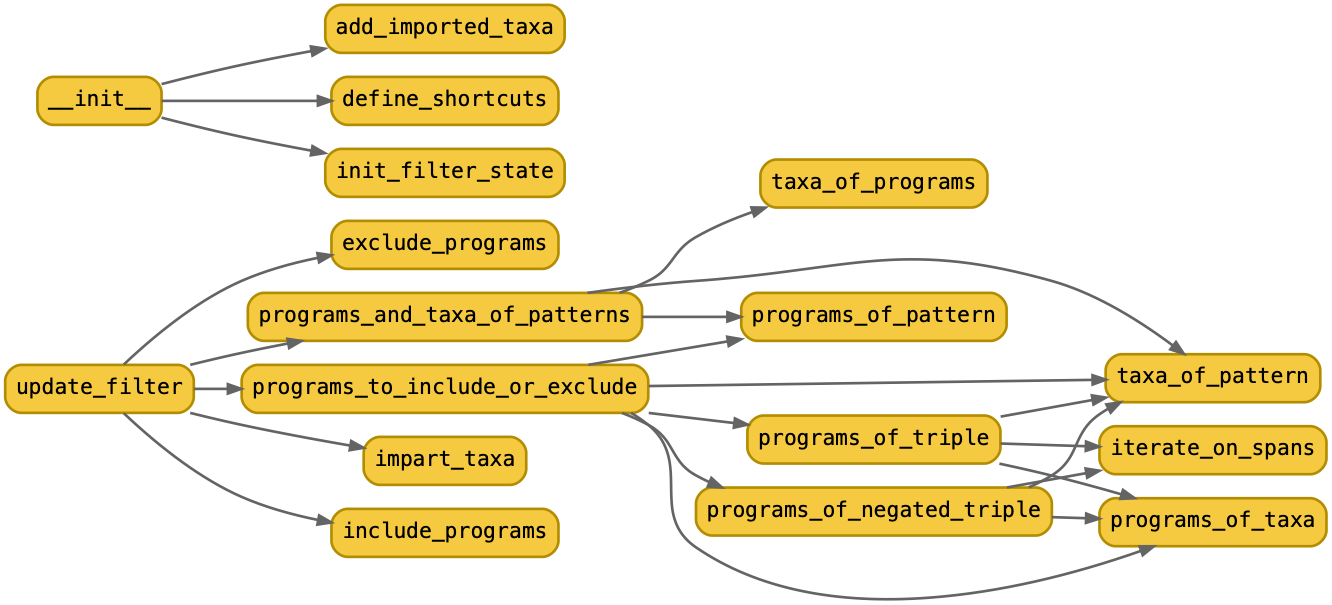 add_imported_taxa
__init__
define_shortcuts
init_filter_state
taxa_of_programs
exclude_programs
programs_and_taxa_of_patterns
programs_of_pattern
update_filter
programs_to_include_or_exclude
taxa_of_pattern
programs_of_triple
iterate_on_spans
impart_taxa
programs_of_negated_triple
programs_of_taxa
include_programs